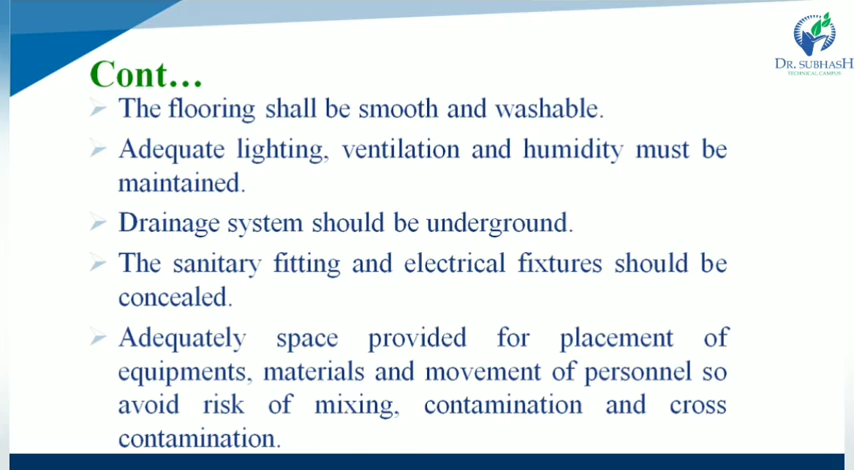 DR. SUBHASH
TECHNICAL CAMPUS
Cont…
The flooring shall be smooth and washable.
Adequate lighting, ventilation and humidity must be
maintained.
Drainage system should be underground.
The sanitary fitting and electrical fixtures should be
concealed.
Adequately space provided for placement of
equipments, materials and movement of personnel so
avoid risk of mixing, contamination and cross
contamination.